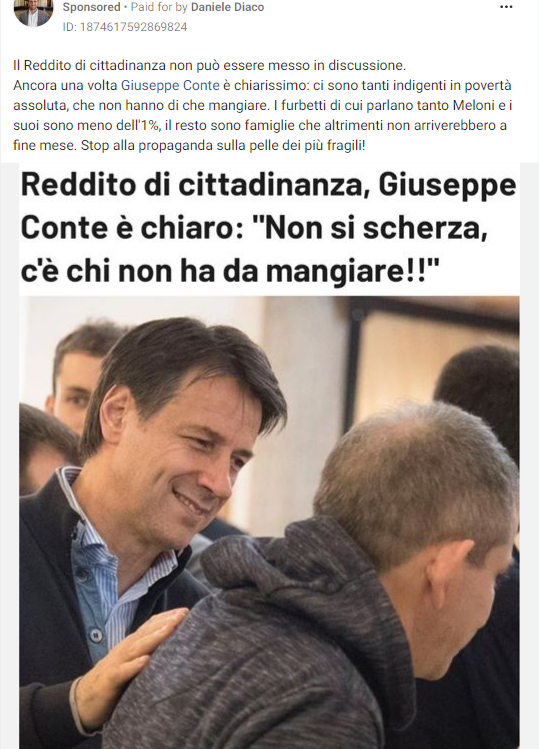 Sponsored • Paid for by Daniele Diaco
ID: 1874617592869824
Il Reddito di cittadinanza non può essere messo in discussione.
Ancora una volta Giuseppe Conte è chiarissimo: ci sono tanti indigenti in povertà
assoluta, che non hanno di che mangiare. I furbetti di cui parlano tanto Meloni e i
suoi sono meno dell'1%, il resto sono famiglie che altrimenti non arriverebbero a
fine mese. Stop alla propaganda sulla pelle dei più fragili!
Reddito di cittadinanza, Giuseppe
Conte è chiaro: "Non si scherza,
c'è chi non ha da mangiare!!"